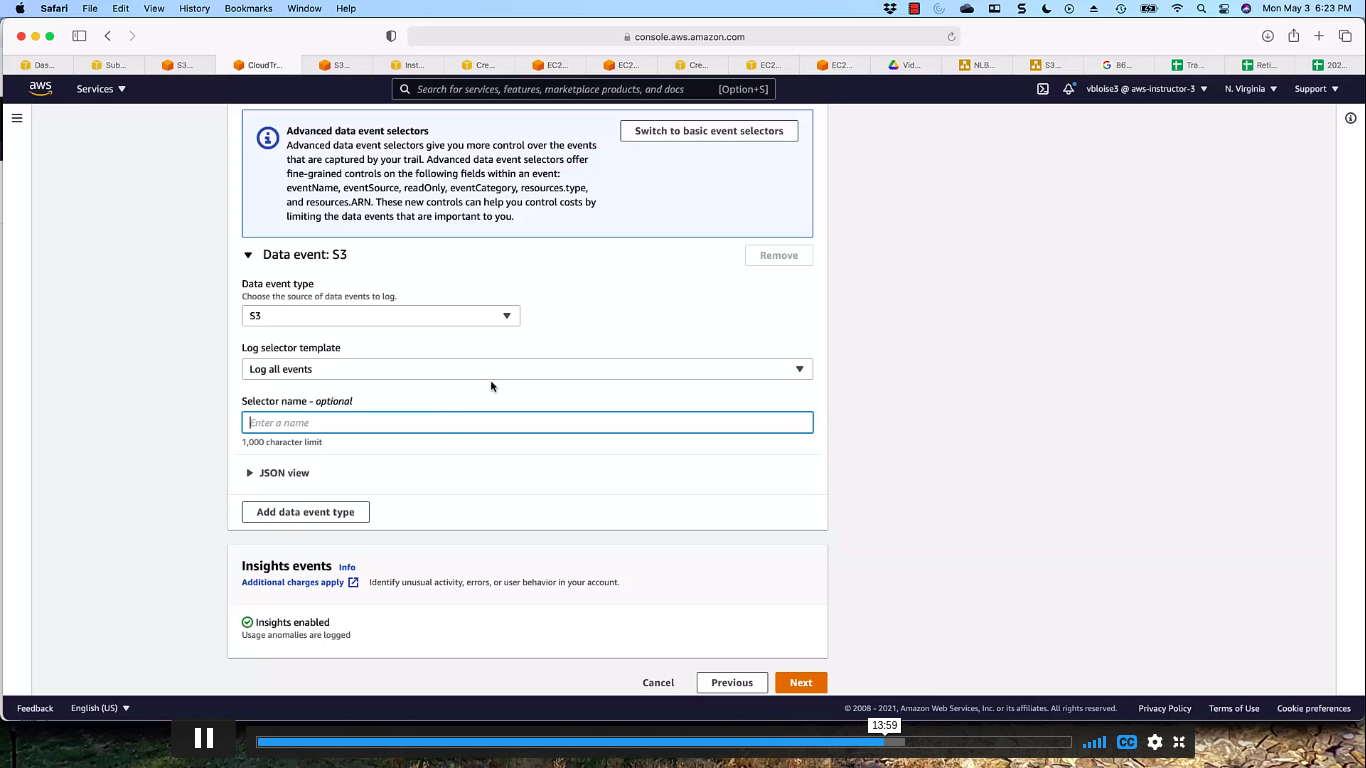 Safari File Edit View History Bookmarks Window Help Mon May 3 6:23 PM
console.aws.amazon.com
Das... Sub... S3... CloudTr... S3... Inst... Cre... EC2... EC2... Cre... EC2... EC2... Vid... NLB... S3... 86... Tra... Reti... 202...
aws Services Search for services, features, marketplace products, and docs [Option+S] vbloise3 @ aws-instructor-3 N. Virginia Support
Advanced data event selectors
Switch to basic event selectors
Advanced data event selectors give you more control over the events
that are captured by your trail. Advanced data event selectors offer
fine-grained controls on the following fields within an event:
eventName, eventSource, readOnly, eventCategory, resources.type,
and resources.ARN. These new controls can help you control costs by
limiting the data events that are important to you.
Data event: S3 Remove
Data event type
Choose the source of data events to log.
S3
Log selector template
Log all events
Selector name - optional
Enter a name
1,000 character limit
JSON view
Add data event type
Insights events Info
Additional charges apply Identify unusual activity, errors, or user behavior in your account.
Insights enabled
Usage anomalies are logged
Cancel Previous Next
Feedback English (US) © 2008 - 2021, Amazon Web Services, Inc. or its affiliates. All rights reserved. Privacy Policy Terms of Use Cookie preferences
13:59
CC